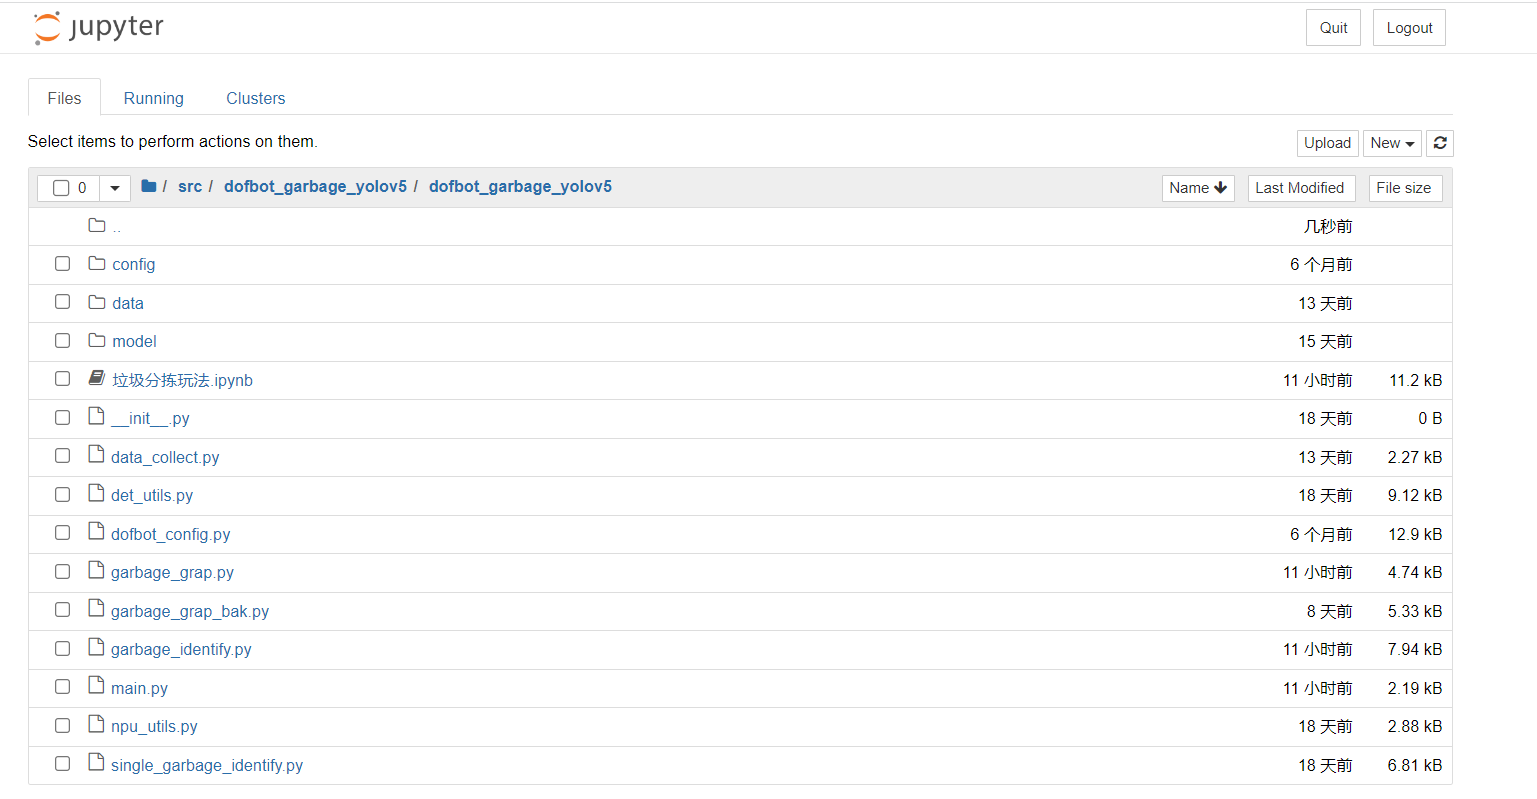 jupyter Quit Logout
Files Running Clusters
Select items to perform actions on them. Upload New
0 / src / dofbot_garbage_yolov5 / dofbot_garbage_yolov5 Name Last Modified File size
.. 几秒前
config 6 个月前
data 13 天前
model 15 天前
垃圾分拣玩法.ipynb 11 小时前 11.2 kB
__init__.py 18 天前 0 B
data_collect.py 13 天前 2.27 kB
det_utils.py 18 天前 9.12 kB
dofbot_config.py 6 个月前 12.9 kB
garbage_grap.py 11 小时前 4.74 kB
garbage_grap_bak.py 8 天前 5.33 kB
garbage_identify.py 11 小时前 7.94 kB
main.py 11 小时前 2.19 kB
npu_utils.py 18 天前 2.88 kB
single_garbage_identify.py 18 天前 6.81 kB